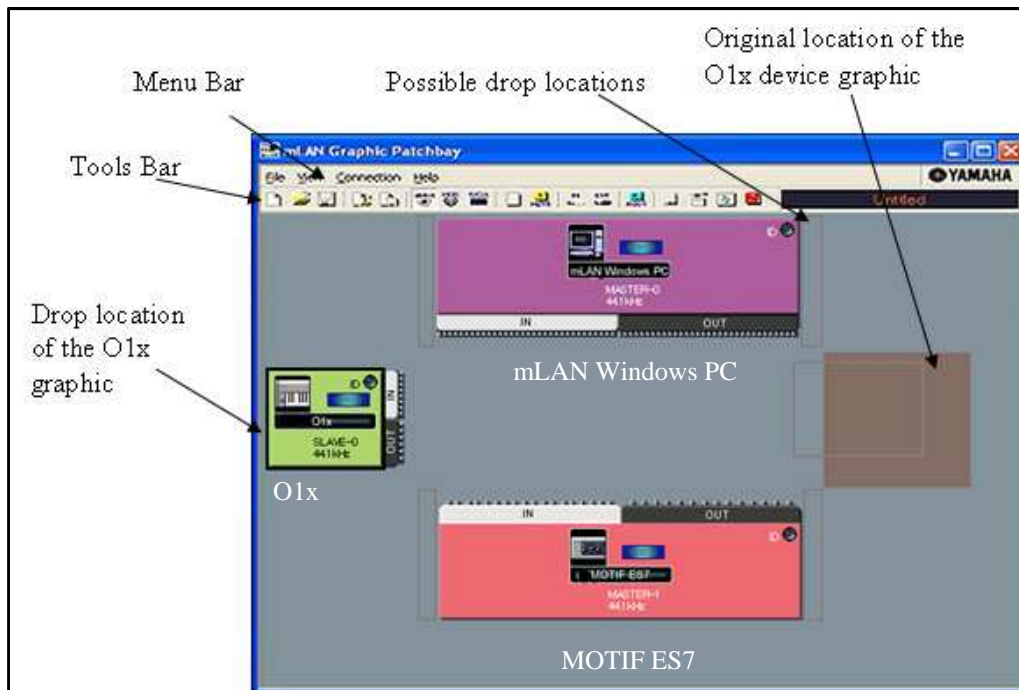 Original location of the
O1x device graphic
Possible drop locations
Menu Bar
Tools Bar
mLAN Graphic Patchbay
File View Connection Help
YAMAHA
Untitled
ID
mLAN Windows PC
MASTER-0
44.1kHz
IN OUT
mLAN Windows PC
Drop location
of the O1x
graphic
ID
IN
O1x
OUT
SLAVE-0
44.1kHz
O1x
IN OUT
ID
MOTIF-ES7
MASTER-1
44.1kHz
MOTIF ES7